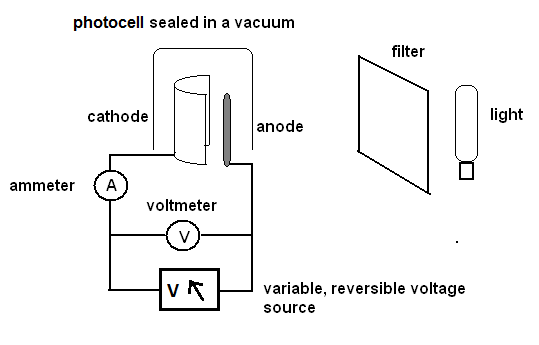 photocell sealed in a vacuum
filter
cathode
light
anode
ammeter
A
voltmeter
V
V
variable, reversible voltage
source